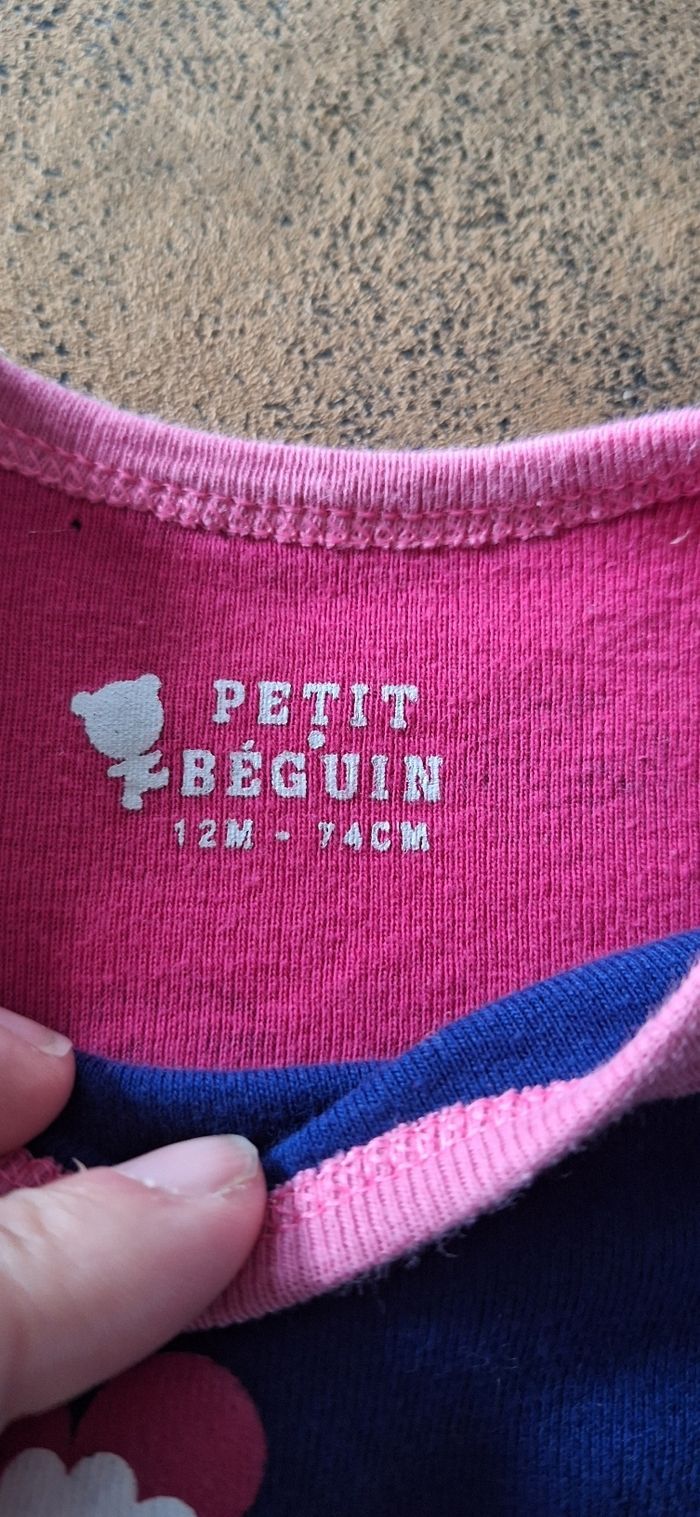 PETIT
BÉGUIN
12M - 74CM